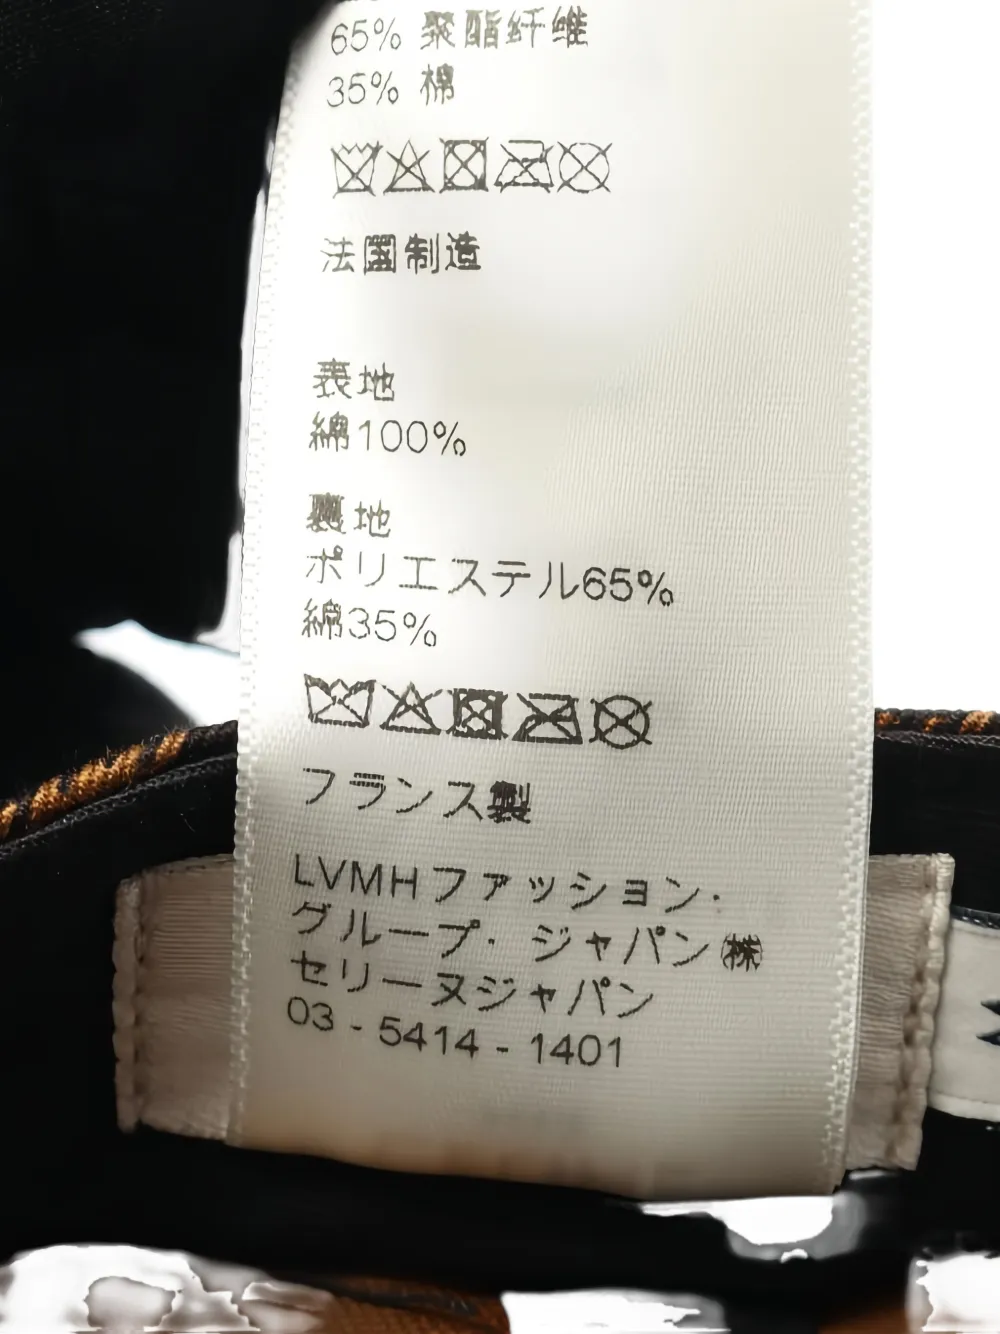 65% 聚酯纤维
35% 棉
法国制造
表地
綿100%
裏地
ポリエステル65%
綿35%
フランス製
LVMHファッション・
グループ・ジャパン㈱
セリーヌジャパン
03 - 5414 - 1401